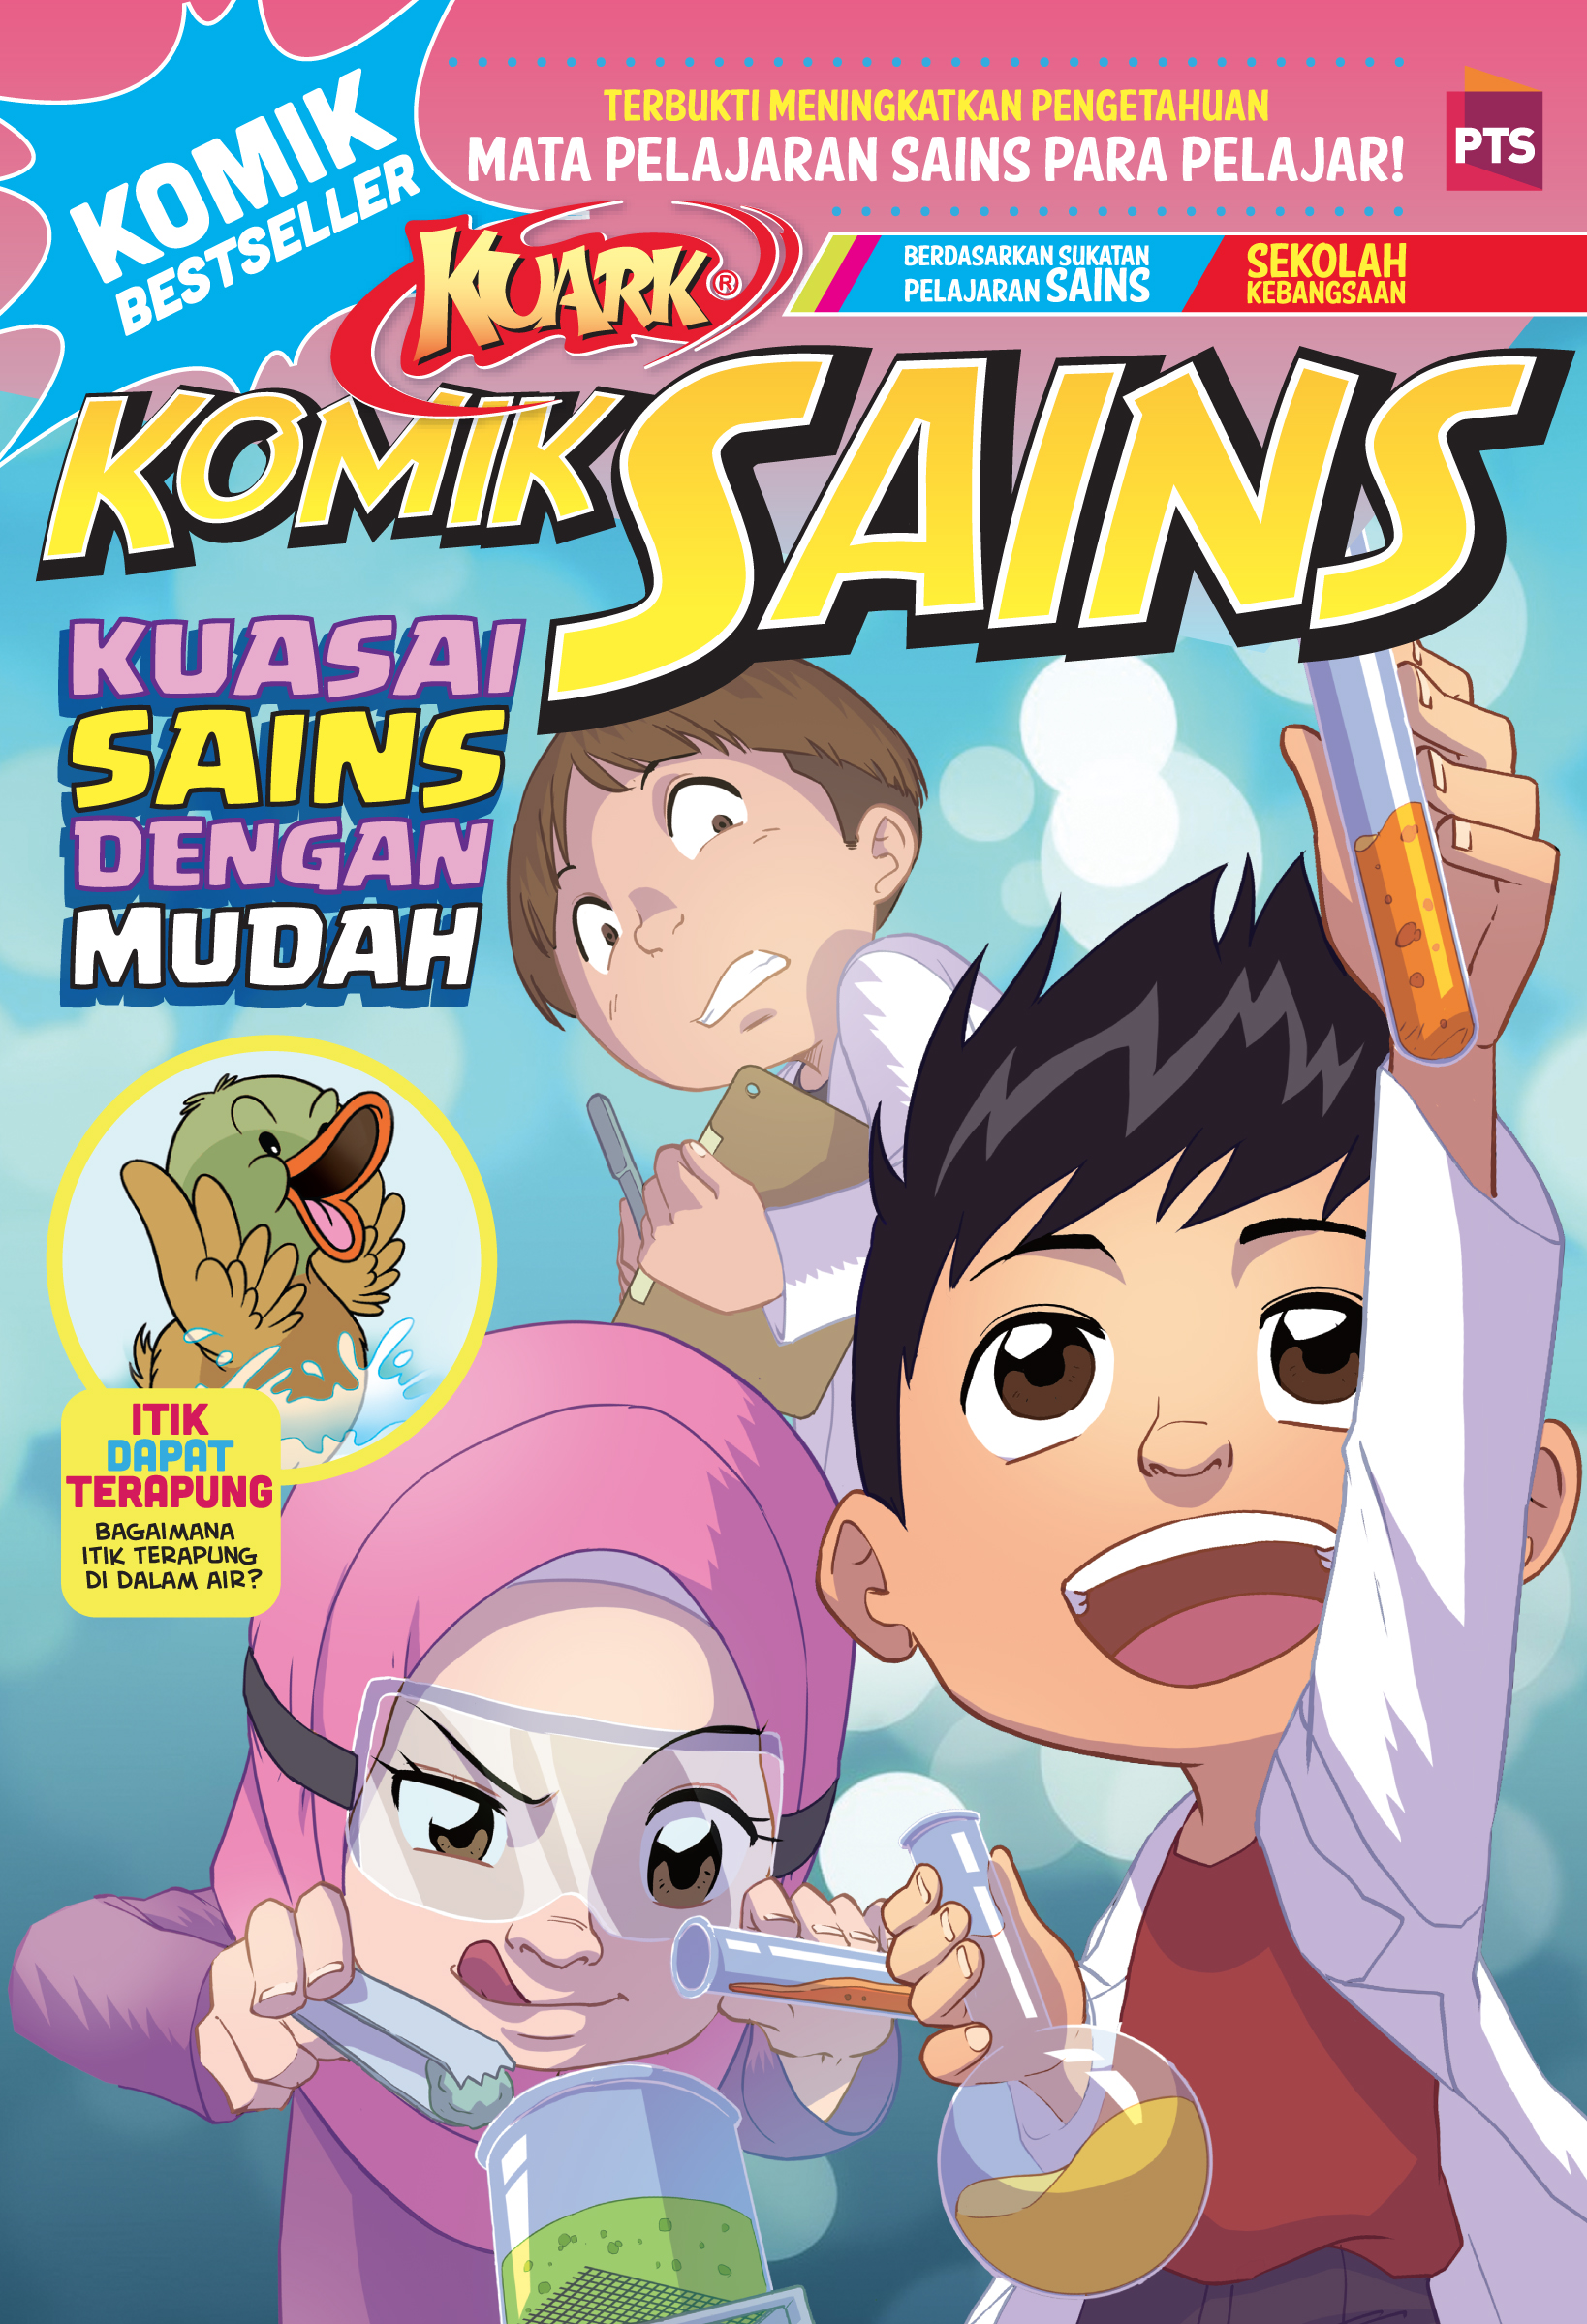 KOMIK
BESTSELLER
TERBUKTI MENINGKATKAN PENGETAHUAN
MATA PELAJARAN SAINS PARA PELAJAR!
PTS
KUARK®
BERDASARKAN SUKATAN
PELAJARAN SAINS
SEKOLAH
KEBANGSAAN
KOMIK SAINS
KUASAI
SAINS
DENGAN
MUDAH
ITIK
DAPAT
TERAPUNG
BAGAIMANA
ITIK TERAPUNG
DI DALAM AIR?